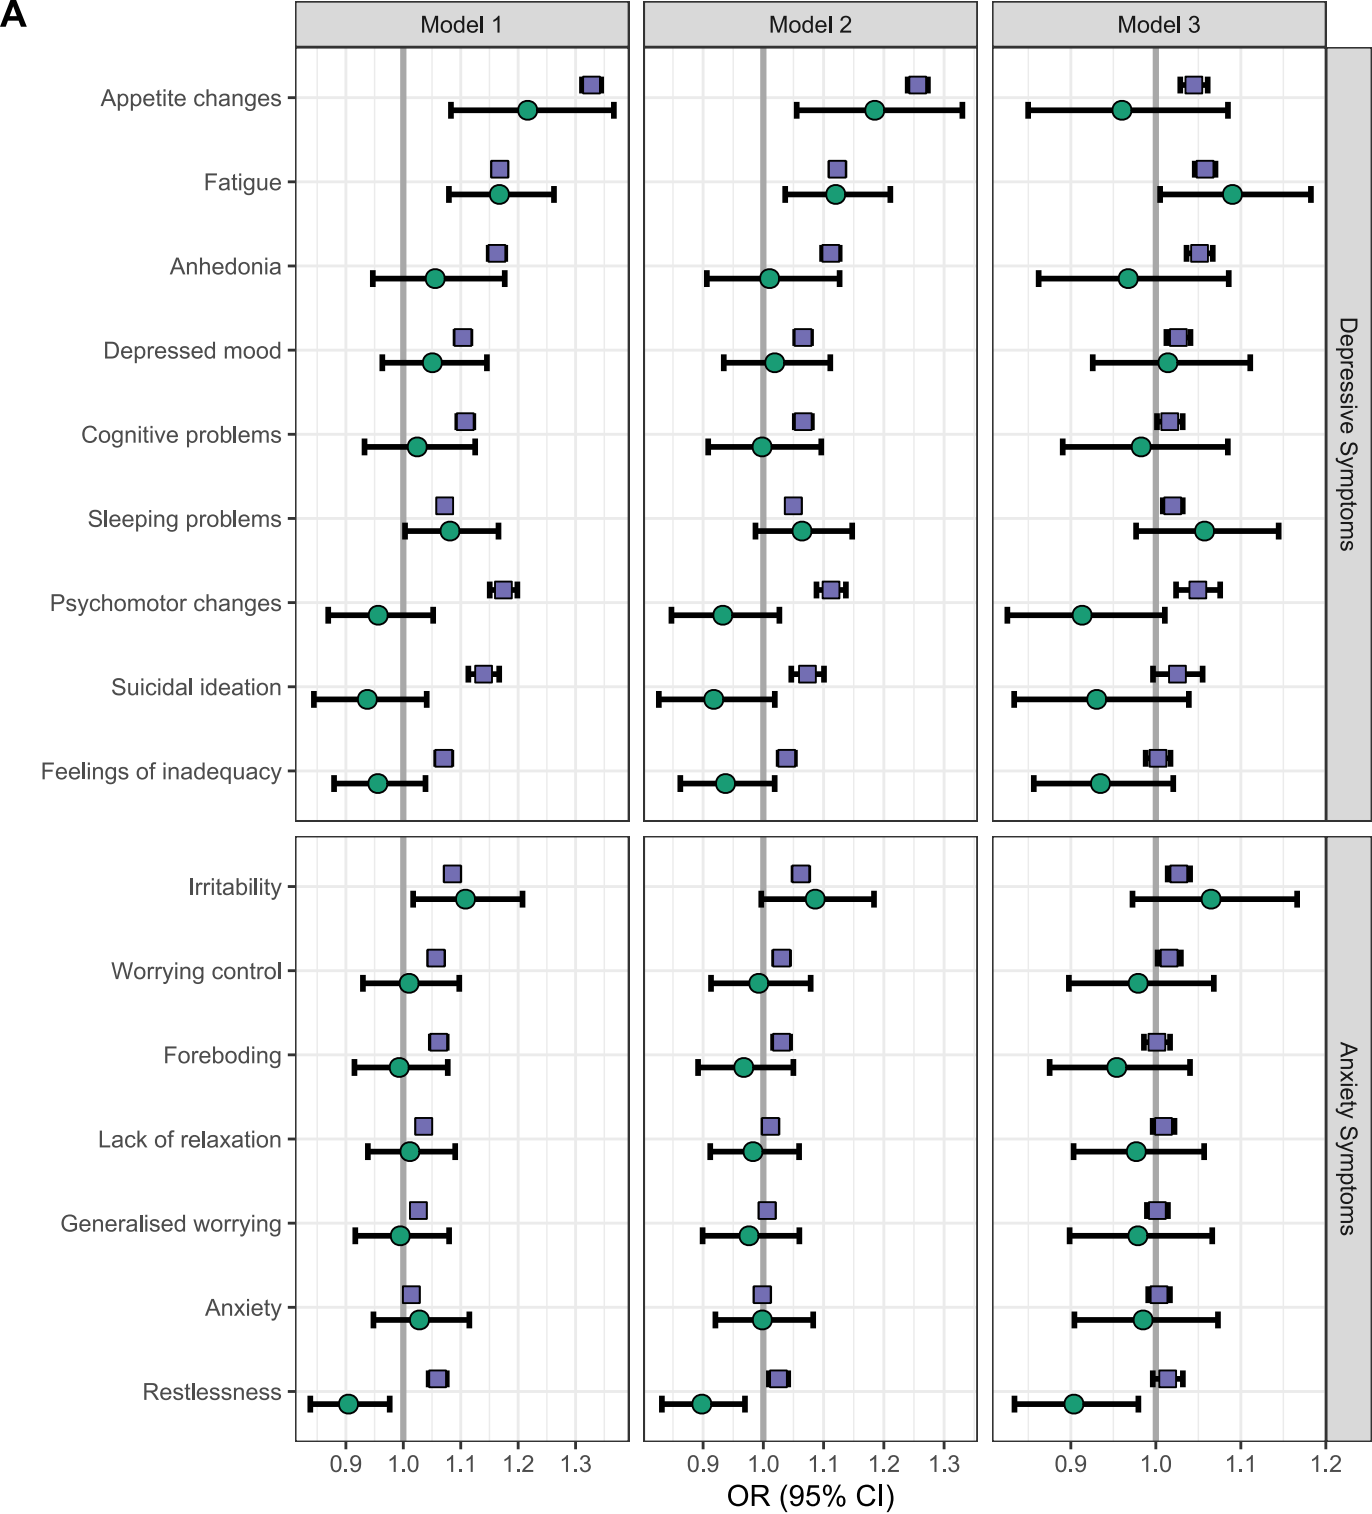 A
Model 1
Model 2
Model 3
Appetite changes
Fatigue
Anhedonia
Depressed mood
Cognitive problems
Sleeping problems
Psychomotor changes
Suicidal ideation
Feelings of inadequacy
Depressive Symptoms
Irritability
Worrying control
Foreboding
Lack of relaxation
Generalised worrying
Anxiety
Restlessness
Anxiety Symptoms
0.9 1.0 1.1 1.2 1.3
0.9 1.0 1.1 1.2 1.3
0.9 1.0 1.1 1.2
OR (95% CI)